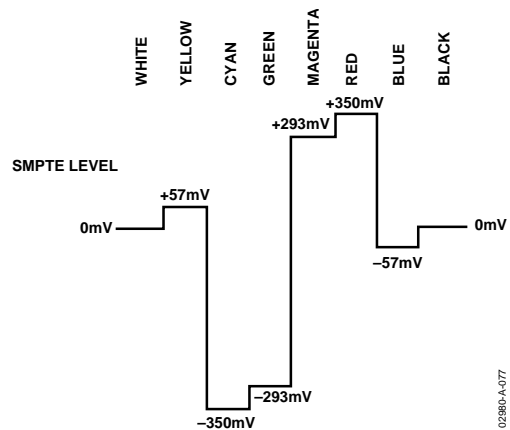 WHITE
YELLOW
CYAN
GREEN
MAGENTA
RED
BLUE
BLACK
+350mV
+293mV
SMPTE LEVEL
+57mV
0mV
0mV
–57mV
–293mV
–350mV
02980-A-077